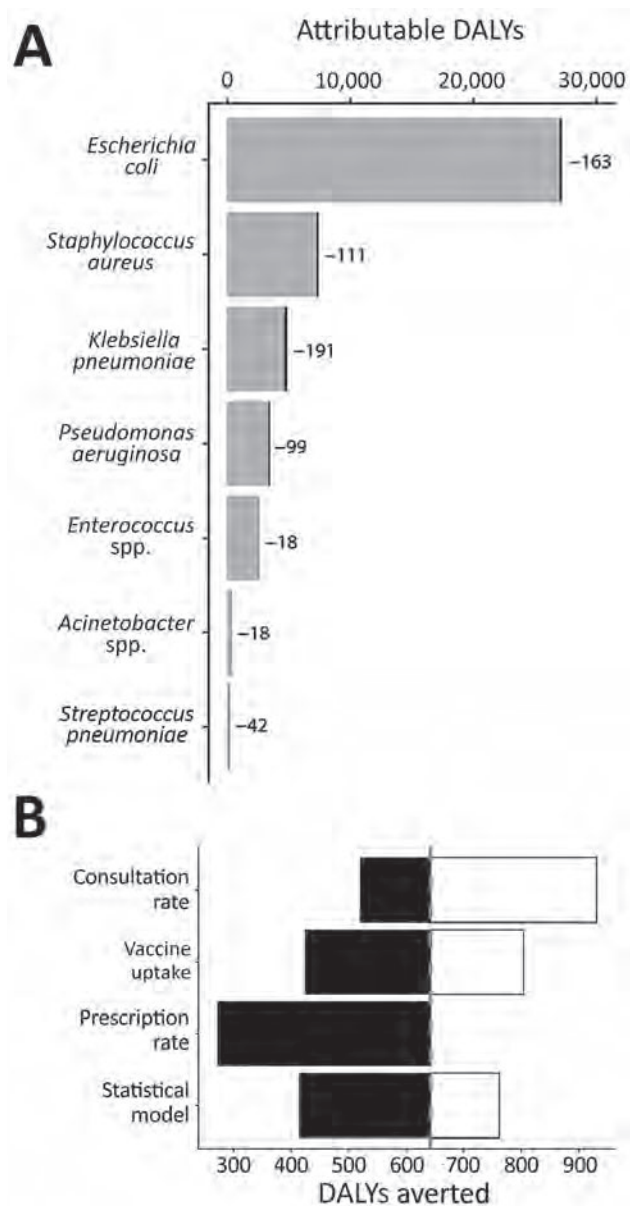 A
Attributable DALYs
0 10,000 20,000 30,000
Escherichia
coli
–163
Staphylococcus
aureus
–111
Klebsiella
pneumoniae
–191
Pseudomonas
aeruginosa
–99
Enterococcus
spp.
–18
Acinetobacter
spp.
–18
Streptococcus
pneumoniae
–42
B
Consultation
rate
Vaccine
uptake
Prescription
rate
Statistical
model
300 400 500 600 700 800 900
DALYs averted